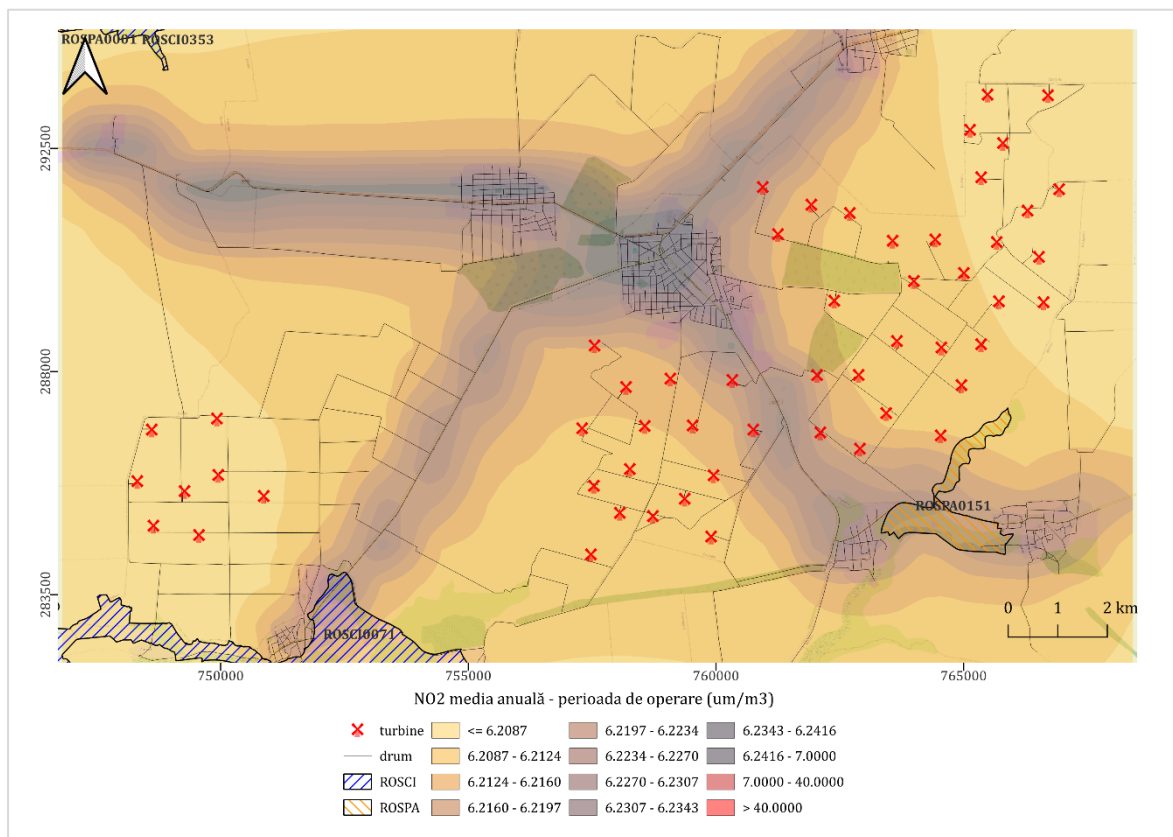 ROSPA0001 ROSCI0353
292500
288000
283500
ROSPA0151
ROSCI0071
0 1 2 km
750000 755000 760000 765000
NO2 media anuală - perioada de operare (um/m3)
turbine <= 6.2087 6.2197 - 6.2234 6.2343 - 6.2416
drum 6.2087 - 6.2124 6.2234 - 6.2270 6.2416 - 7.0000
ROSCI 6.2124 - 6.2160 6.2270 - 6.2307 7.0000 - 40.0000
ROSPA 6.2160 - 6.2197 6.2307 - 6.2343 > 40.0000